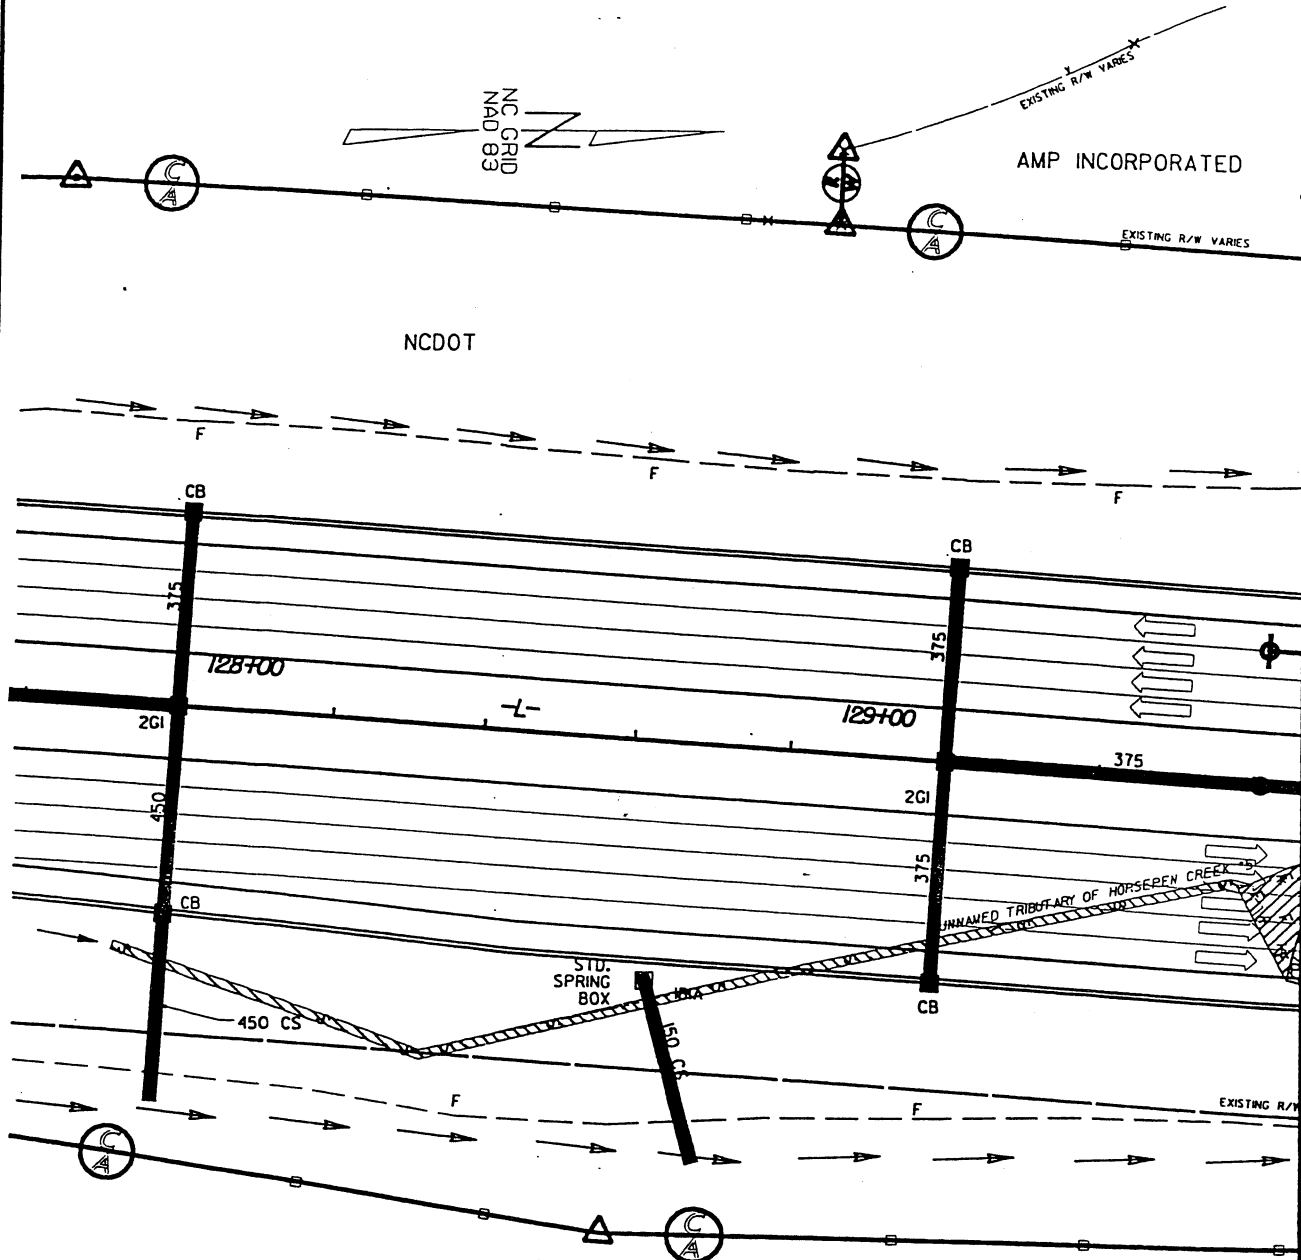 EXISTING R/W VARIES
NC GRID
NAD 83
AMP INCORPORATED
C
A
R/W
C
A
EXISTING R/W VARIES
NCDOT
F
F
F
CB
CB
375
375
128+00
-L-
129+00
2GI
375
2GI
450
375
UNNAMED TRIBUTARY OF HORSEPEN CREEK
CB
STD.
SPRING
BOX
CB
450 CS
150 CS
F
F
EXISTING R/W
C
A
C
A